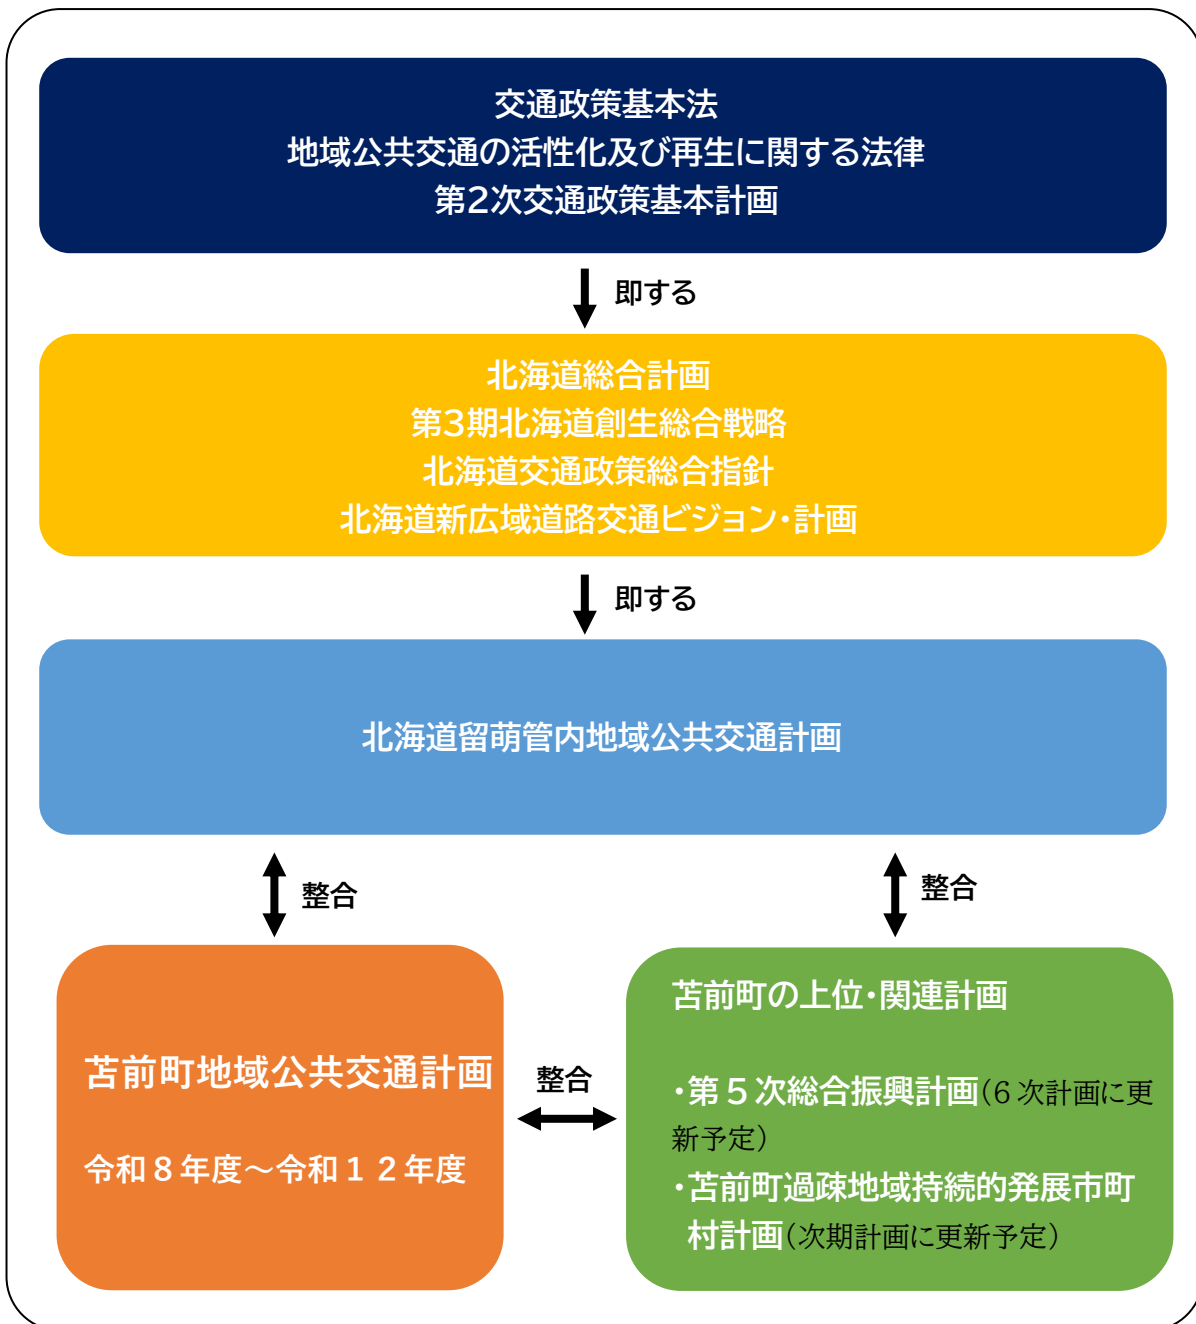 交通政策基本法
地域公共交通の活性化及び再生に関する法律
第2次交通政策基本計画
即する
北海道総合計画
第3期北海道創生総合戦略
北海道交通政策総合指針
北海道新広域道路交通ビジョン・計画
即する
北海道留萌管内地域公共交通計画
整合
整合
苫前町地域公共交通計画
令和８年度～令和１２年度
整合
苫前町の上位・関連計画
・第５次総合振興計画（６次計画に更
新予定）
・苫前町過疎地域持続的発展市町
村計画（次期計画に更新予定）